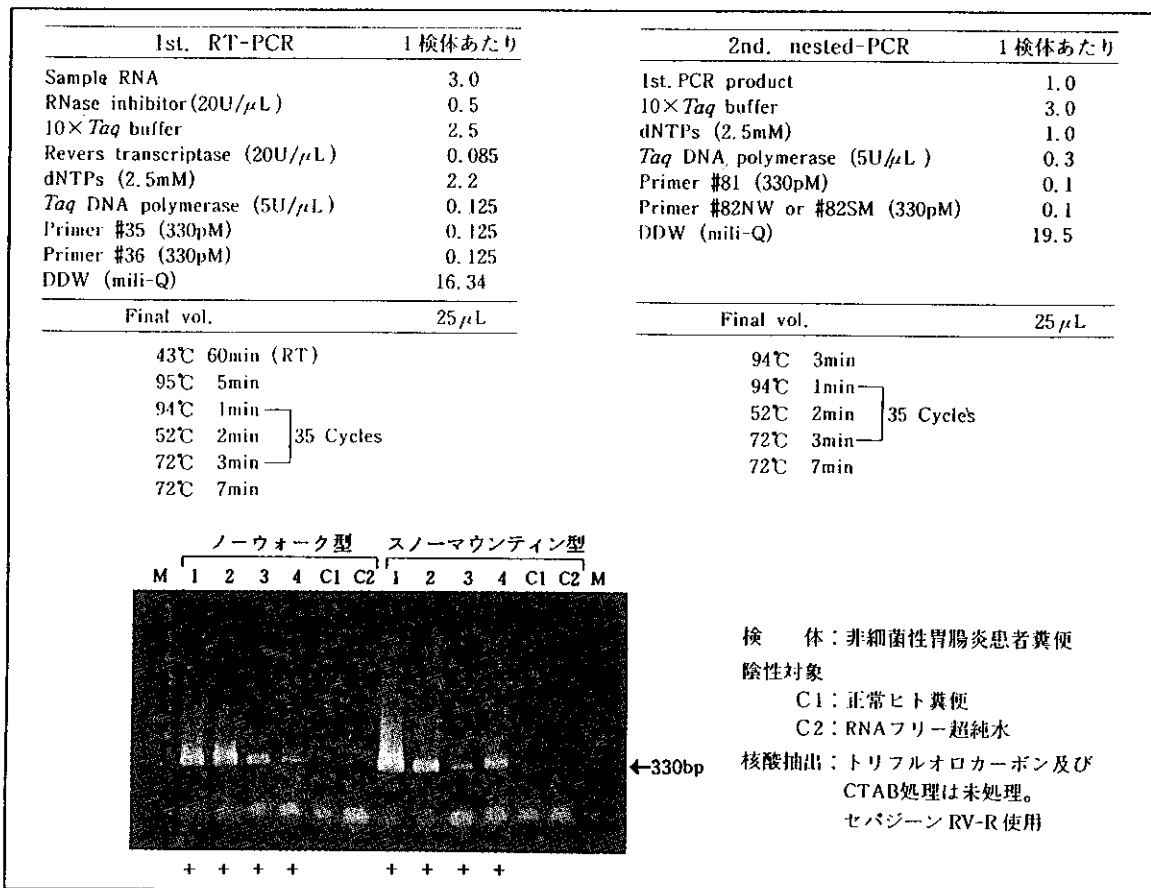 1st. RT-PCR 1検体あたり
Sample RNA 3.0
RNase inhibitor(20U/μL) 0.5
10×Taq buffer 2.5
Revers transcriptase (20U/μL) 0.085
dNTPs (2.5mM) 2.2
Taq DNA polymerase (5U/μL) 0.125
Primer #35 (330pM) 0.125
Primer #36 (330pM) 0.125
DDW (mili-Q) 16.34
Final vol. 25μL
43℃ 60min (RT)
95℃ 5min
94℃ 1min
52℃ 2min 35 Cycles
72℃ 3min
72℃ 7min
2nd. nested-PCR 1検体あたり
1st.PCR product 1.0
10×Taq buffer 3.0
dNTPs (2.5mM) 1.0
Taq DNA polymerase (5U/μL) 0.3
Primer #81 (330pM) 0.1
Primer #82NW or #82SM (330pM) 0.1
DDW (mili-Q) 19.5
Final vol. 25μL
94℃ 3min
94℃ 1min
52℃ 2min 35 Cycles
72℃ 3min
72℃ 7min
ノーウォーク型 スノーマウンティン型
M 1 2 3 4 C1 C2 1 2 3 4 C1 C2 M
←330bp
+ + + + + + + +
検 体：非細菌性胃腸炎患者糞便
陰性対象
C1：正常ヒト糞便
C2：RNAフリー超純水
核酸抽出：トリフルオロカーボン及び
CTAB処理は未処理。
セパジーンRV-R使用